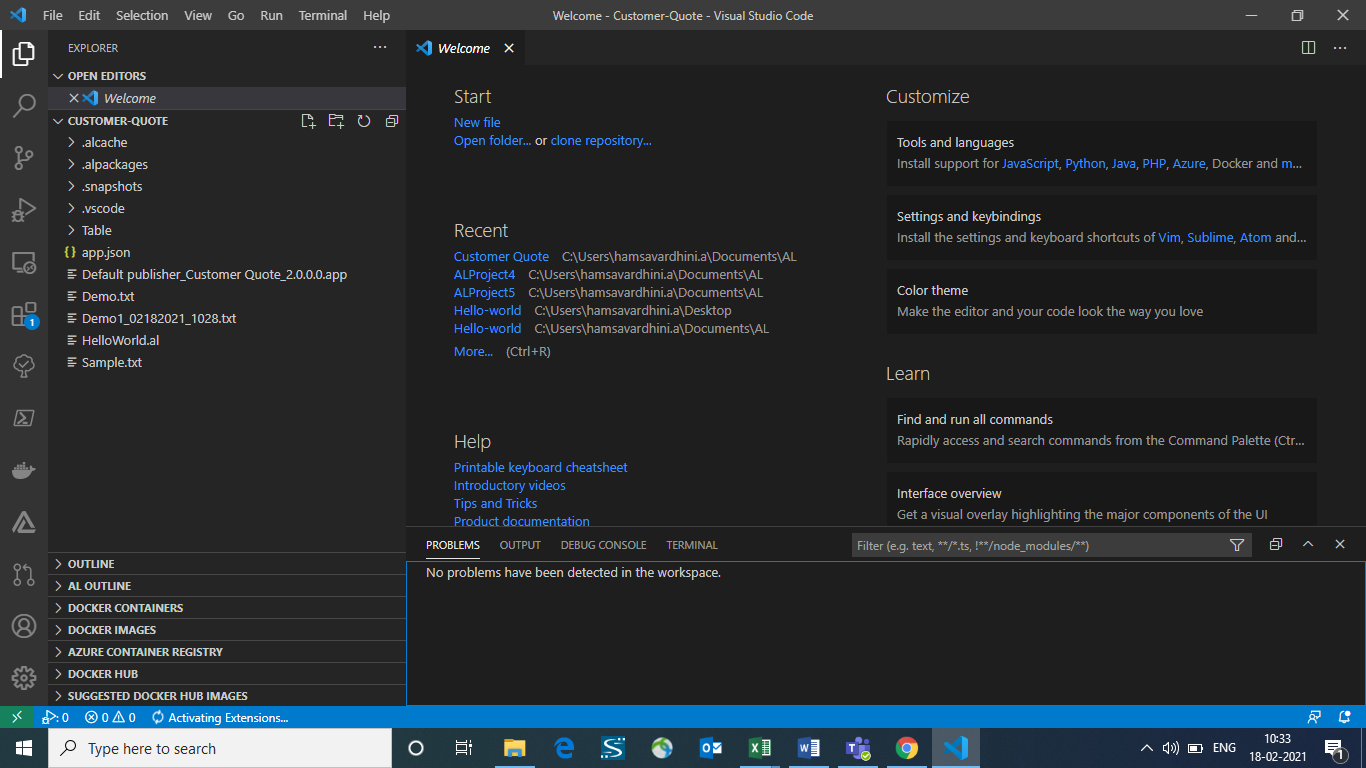 File Edit Selection View Go Run Terminal Help Welcome - Customer-Quote - Visual Studio Code
EXPLORER
OPEN EDITORS
Welcome
CUSTOMER-QUOTE
.alcache
.alpackages
.snapshots
.vscode
Table
{} app.json
Default publisher_Customer Quote_2.0.0.0.app
Demo.txt
Demo1_02182021_1028.txt
HelloWorld.al
Sample.txt
OUTLINE
AL OUTLINE
DOCKER CONTAINERS
DOCKER IMAGES
AZURE CONTAINER REGISTRY
DOCKER HUB
SUGGESTED DOCKER HUB IMAGES
1
Welcome
Start
New file
Open folder... or clone repository...
Recent
Customer Quote C:\Users\hamsavardhini.a\Documents\AL
ALProject4 C:\Users\hamsavardhini.a\Documents\AL
ALProject5 C:\Users\hamsavardhini.a\Documents\AL
Hello-world C:\Users\hamsavardhini.a\Desktop
Hello-world C:\Users\hamsavardhini.a\Documents\AL
More... (Ctrl+R)
Help
Printable keyboard cheatsheet
Introductory videos
Tips and Tricks
Product documentation
Customize
Tools and languages
Install support for JavaScript, Python, Java, PHP, Azure, Docker and m...
Settings and keybindings
Install the settings and keyboard shortcuts of Vim, Sublime, Atom and...
Color theme
Make the editor and your code look the way you love
Learn
Find and run all commands
Rapidly access and search commands from the Command Palette (Ctr...
Interface overview
Get a visual overlay highlighting the major components of the UI
PROBLEMS OUTPUT DEBUG CONSOLE TERMINAL Filter (e.g. text, **/*.ts, !**/node_modules/**)
No problems have been detected in the workspace.
: 0 0 0 Activating Extensions...
Type here to search
ENG
10:33
18-02-2021
1